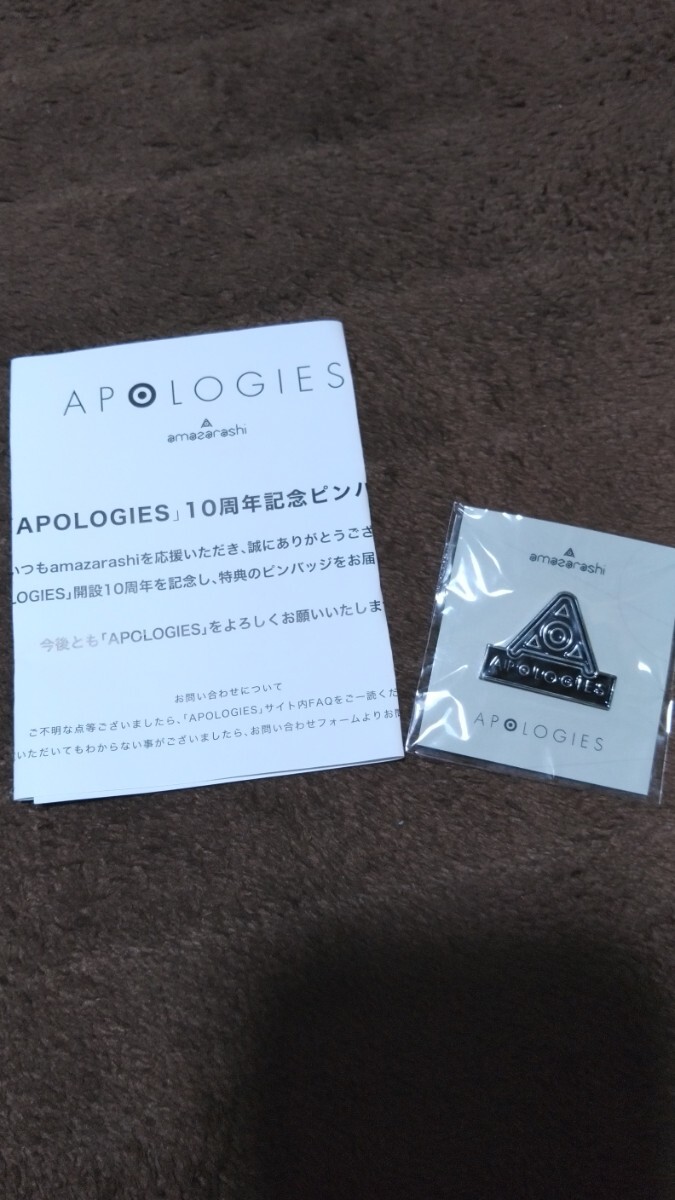 APOLOGIES
amazarashi
「APOLOGIES」10周年記念ピンバ
いつもamazarashiを応援いただき、誠にありがとうござ
LOGIES」開設10周年を記念し、特典のピンバッジをお届
今後とも「APOLOGIES」をよろしくお願いいたしま
お問い合わせについて
ご不明な点等ございましたら、「APOLOGIES」サイト内FAQをご一読くだ
いただいてもわからない事がございましたら、お問い合わせフォームよりお問
amazarashi
APOLOGIES
APOLOGIES